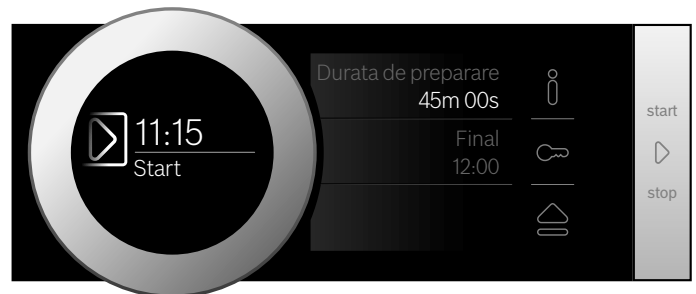 11:15
Start
Durata de preparare
45m 00s
Final
12:00
start
stop